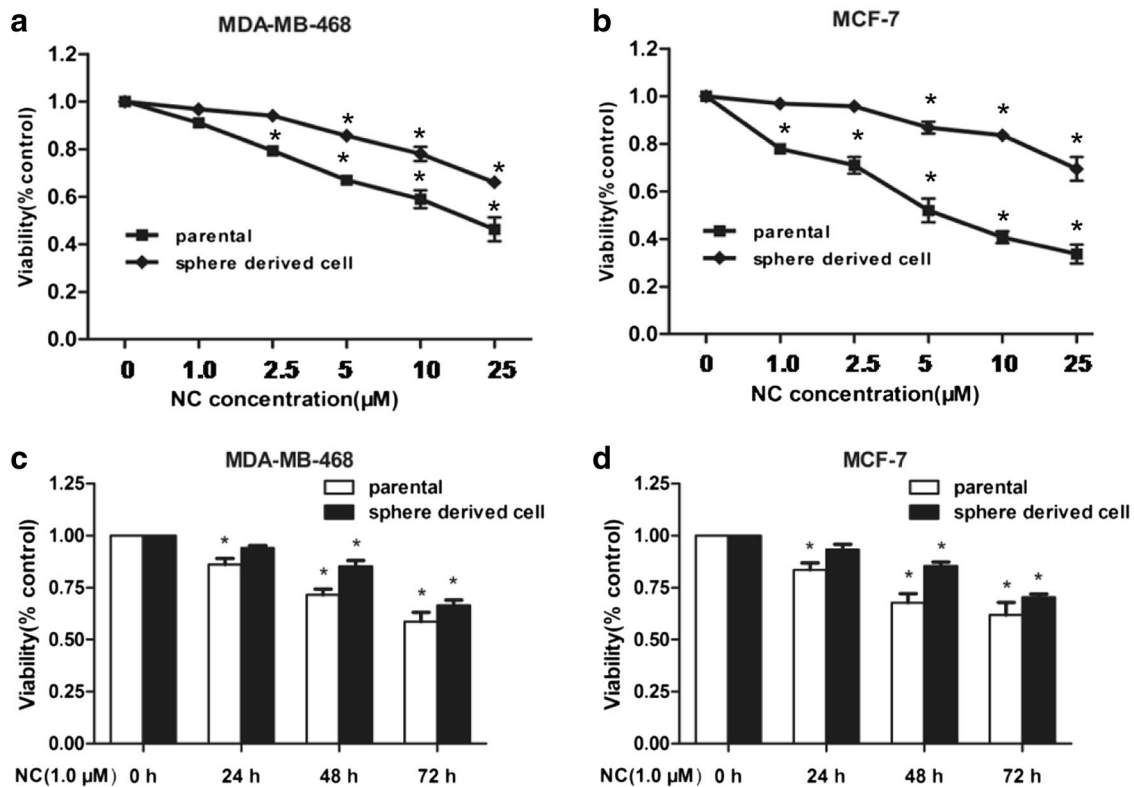 a
MDA-MB-468
Viability(% control)
1.2
1.0
0.8
0.6
0.4
0.2
0.0
* * * *
* * *
parental
sphere derived cell
0 1.0 2.5 5 10 25
NC concentration(µM)
b
MCF-7
Viability(% control)
1.2
1.0
0.8
0.6
0.4
0.2
0.0
* * *
* * * * *
parental
sphere derived cell
0 1.0 2.5 5 10 25
NC concentration(µM)
c
MDA-MB-468
Viability(% control)
1.25
1.00
0.75
0.50
0.25
0.00
parental
sphere derived cell
* * * * *
NC(1.0 µM) 0 h 24 h 48 h 72 h
d
MCF-7
Viability(% control)
1.25
1.00
0.75
0.50
0.25
0.00
parental
sphere derived cell
* * * * *
NC(1.0 µM) 0 h 24 h 48 h 72 h